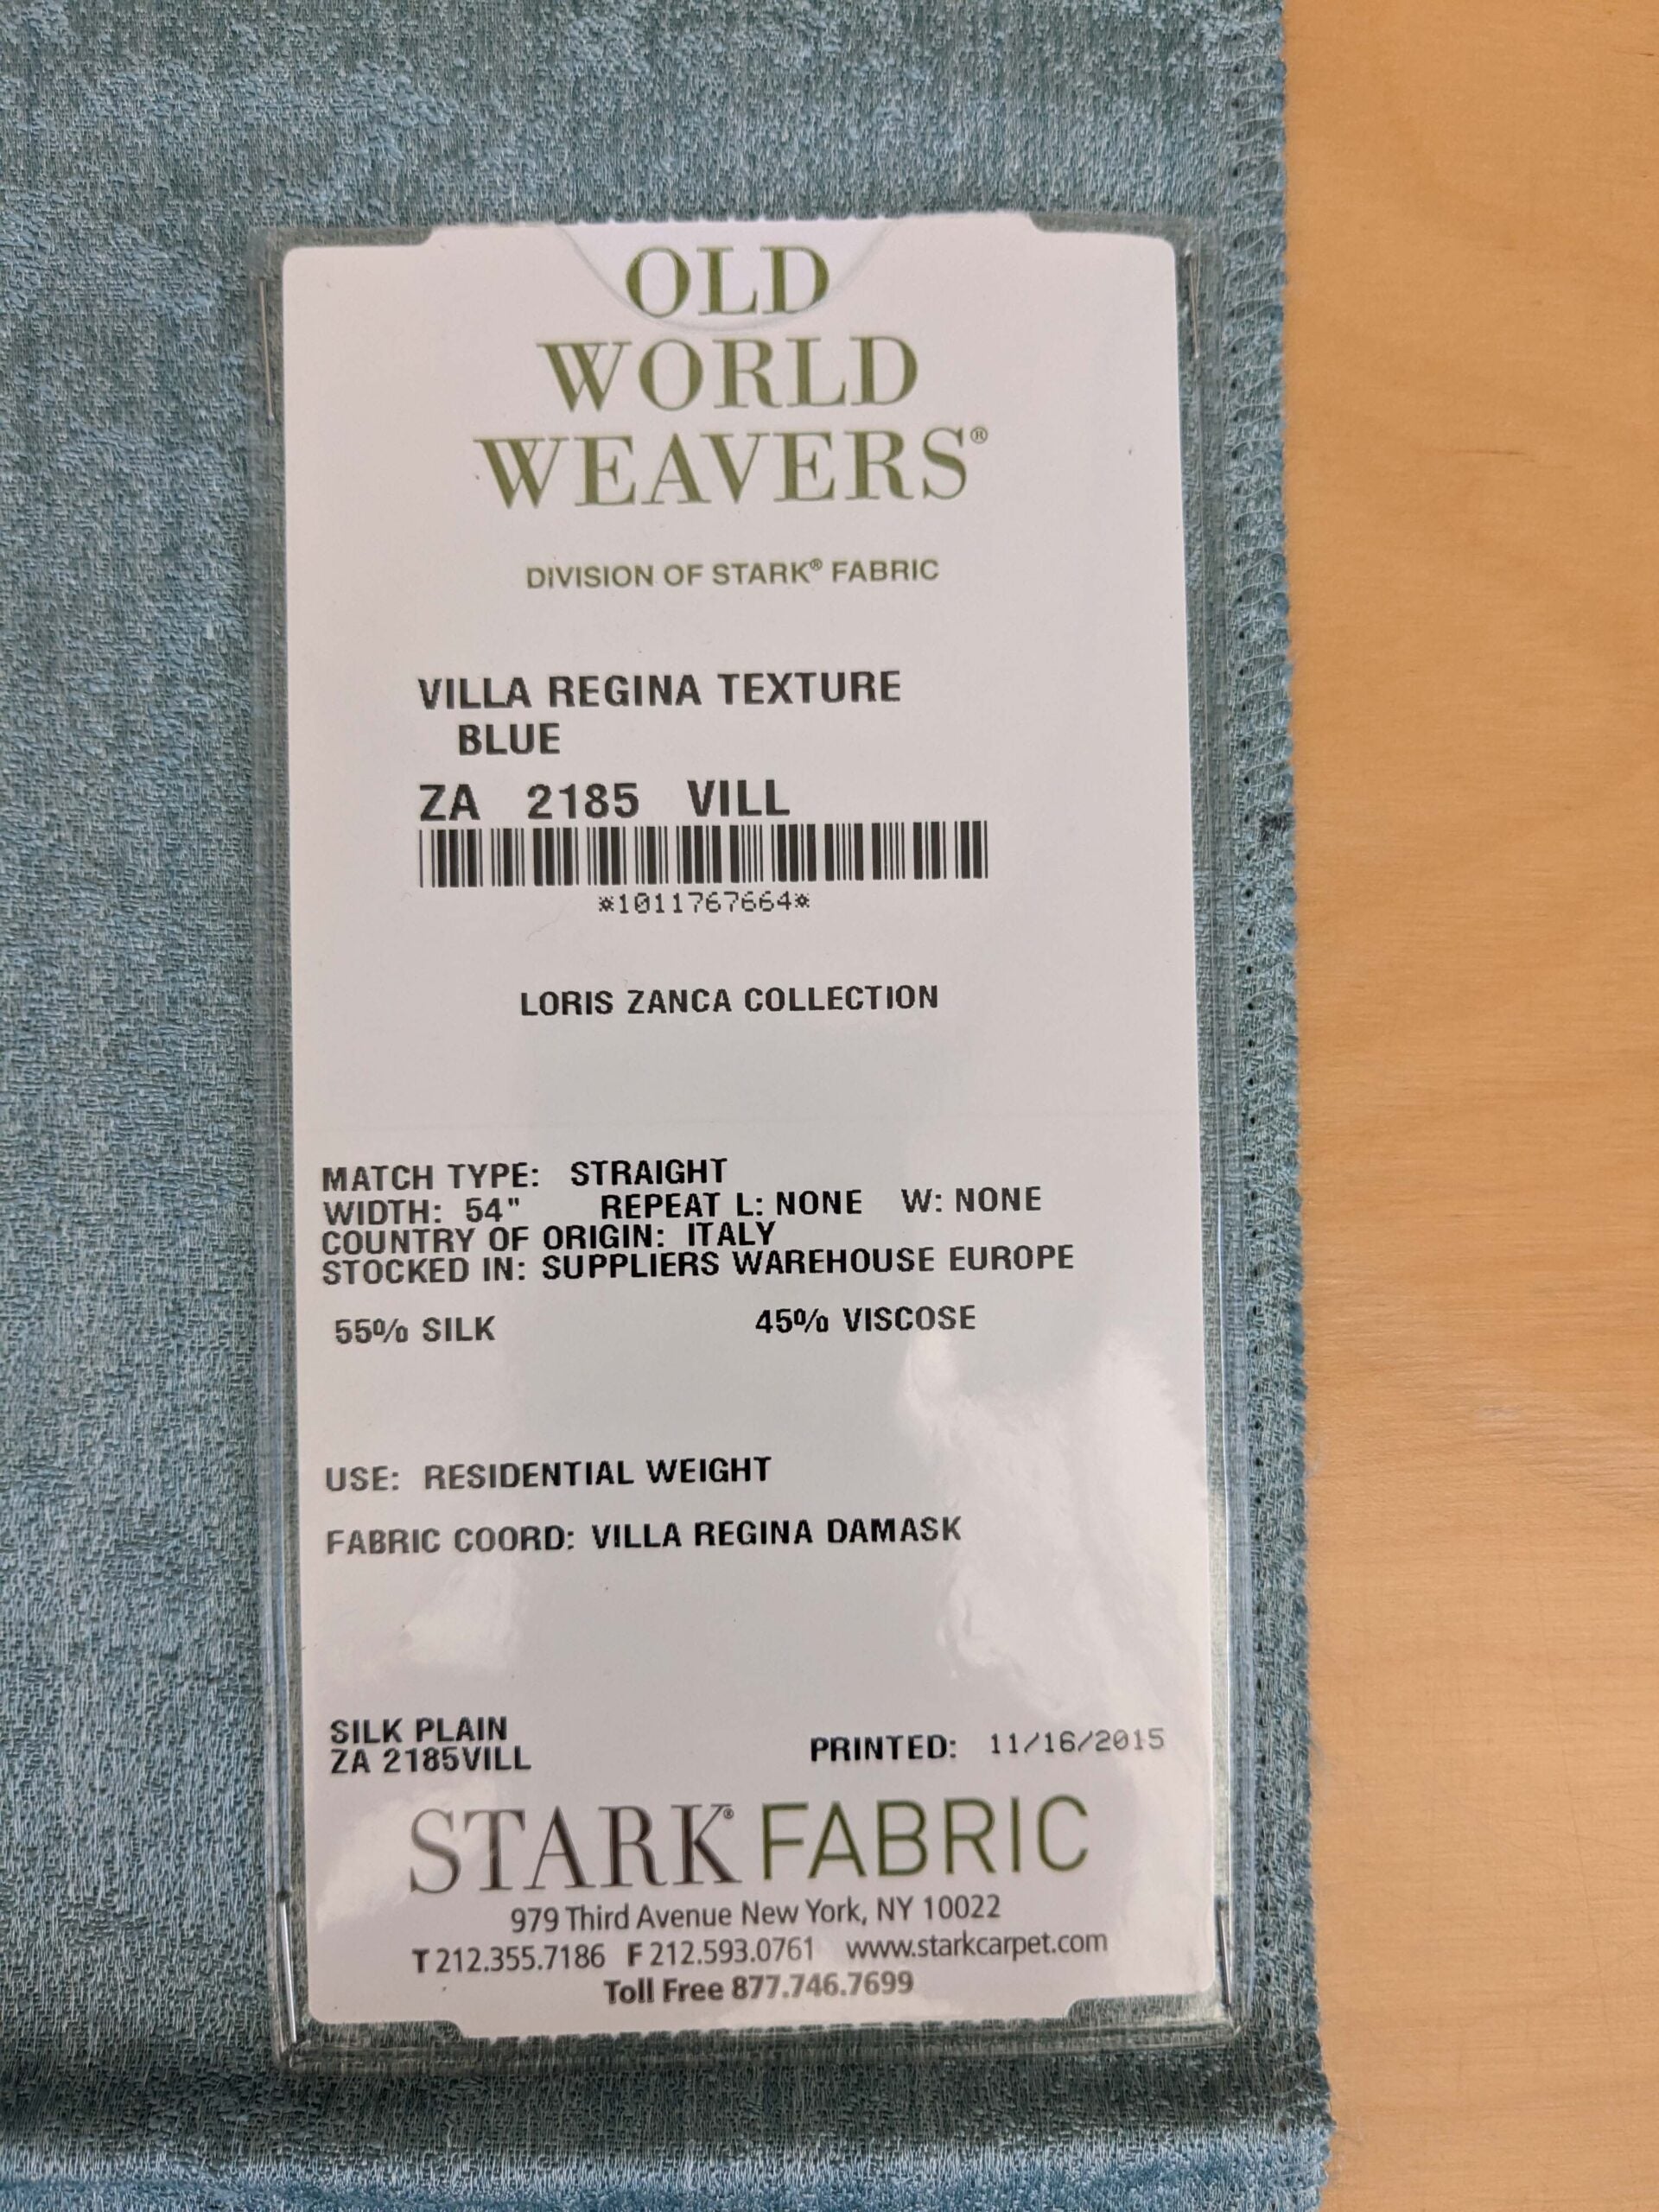 OLD
WORLD
WEAVERS®
DIVISION OF STARK® FABRIC
VILLA REGINA TEXTURE
BLUE
ZA 2185 VILL
*1011767664*
LORIS ZANCA COLLECTION
MATCH TYPE: STRAIGHT
WIDTH: 54" REPEAT L: NONE W: NONE
COUNTRY OF ORIGIN: ITALY
STOCKED IN: SUPPLIERS WAREHOUSE EUROPE
55% SILK 45% VISCOSE
USE: RESIDENTIAL WEIGHT
FABRIC COORD: VILLA REGINA DAMASK
SILK PLAIN
ZA 2185VILL PRINTED: 11/16/2015
STARK® FABRIC
979 Third Avenue New York, NY 10022
T 212.355.7186 F 212.593.0761 www.starkcarpet.com
Toll Free 877.746.7699